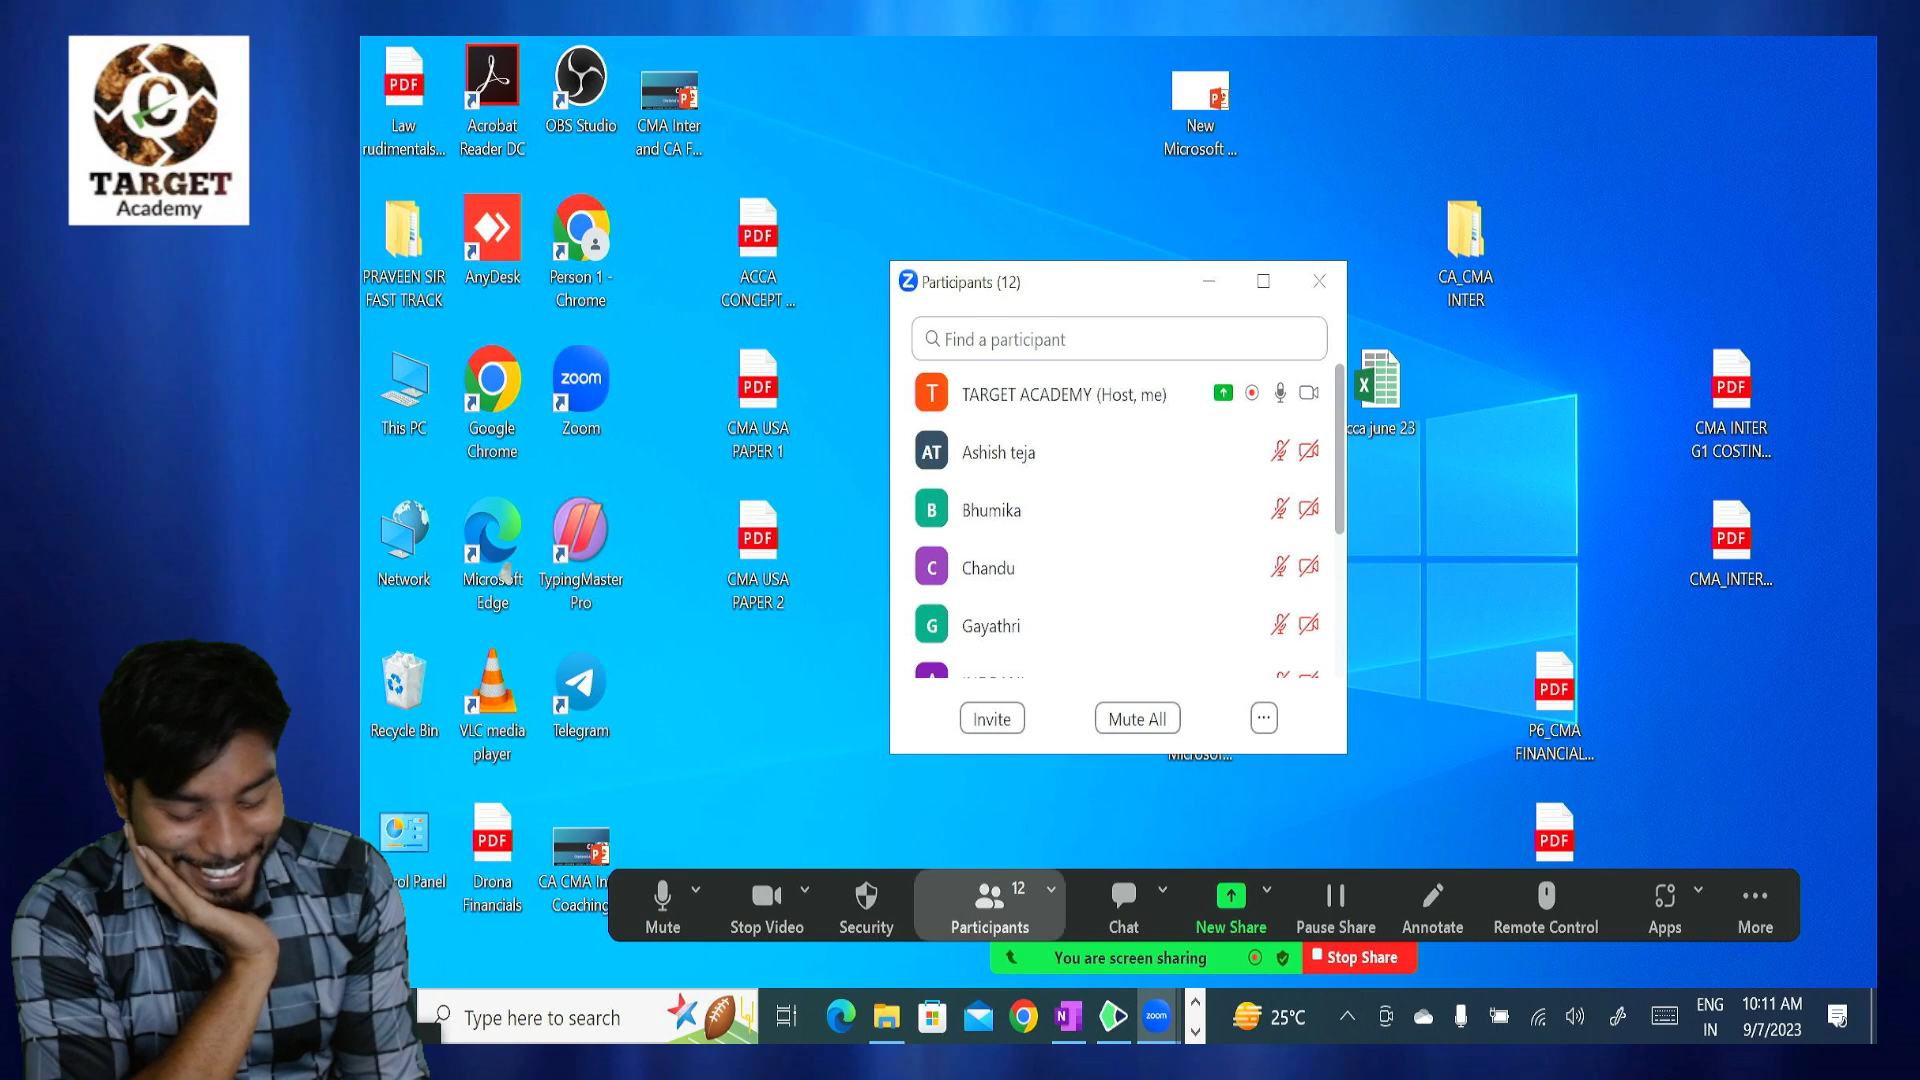 TARGET
Academy
PDF
Law
rudimentals...
Acrobat
Reader DC
OBS Studio
CMA Inter
and CA F...
New
Microsoft ...
PRAVEEN SIR
FAST TRACK
AnyDesk
Person 1 -
Chrome
PDF
ACCA
CONCEPT ...
CA_CMA
INTER
This PC
Google
Chrome
zoom
Zoom
PDF
CMA USA
PAPER 1
cca june 23
PDF
CMA INTER
G1 COSTIN...
Network
Microsoft
Edge
TypingMaster
Pro
PDF
CMA USA
PAPER 2
PDF
CMA_INTER...
Recycle Bin
VLC media
player
Telegram
PDF
P6_CMA
FINANCIAL...
rol Panel
PDF
Drona
Financials
CA CMA In
Coaching
PDF
Participants (12)
Find a participant
T TARGET ACADEMY (Host, me)
AT Ashish teja
B Bhumika
C Chandu
G Gayathri
Invite
Mute All
...
Mute
Stop Video
Security
12
Participants
Chat
New Share
Pause Share
Annotate
Remote Control
Apps
More
You are screen sharing
Stop Share
Type here to search
zoom
25°C
ENG
IN
10:11 AM
9/7/2023